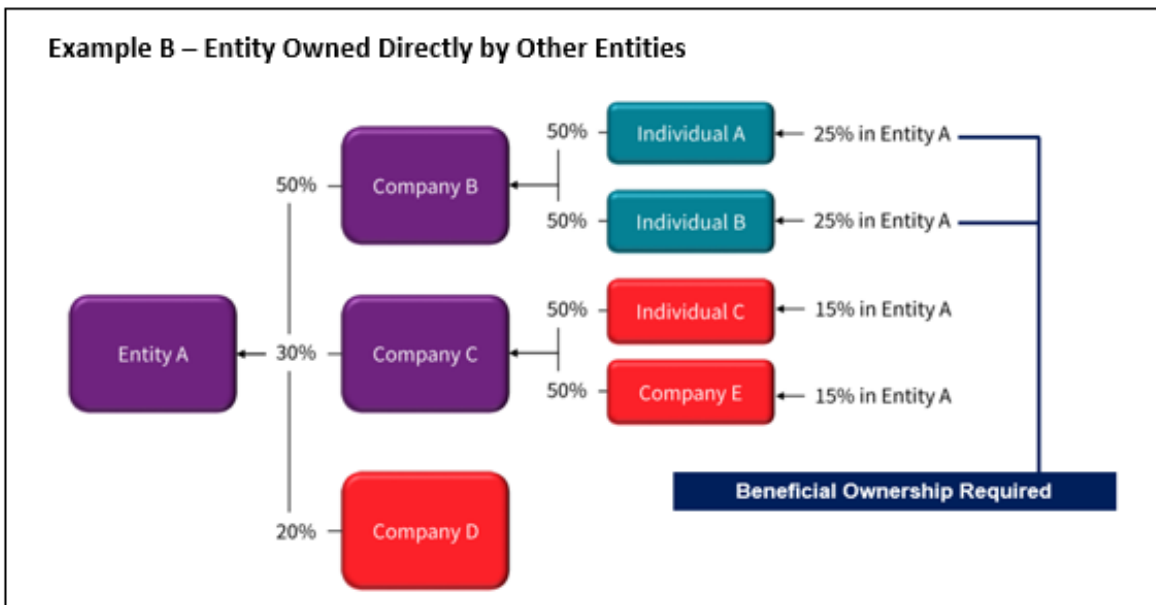 Example B – Entity Owned Directly by Other Entities
50%
Individual A
25% in Entity A
50%
Company B
50%
Individual B
25% in Entity A
50%
Individual C
15% in Entity A
Entity A
30%
Company C
50%
Company E
15% in Entity A
Beneficial Ownership Required
20%
Company D